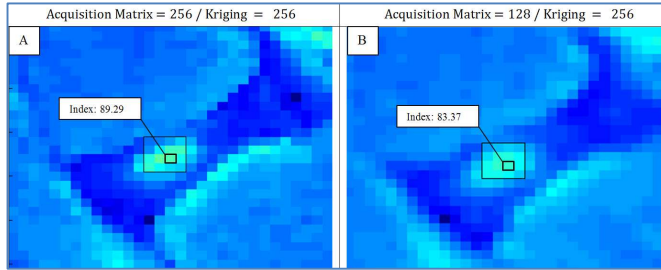 Acquisition Matrix = 256 / Kriging = 256
Acquisition Matrix = 128 / Kriging = 256
A
B
Index: 89.29
Index: 83.37